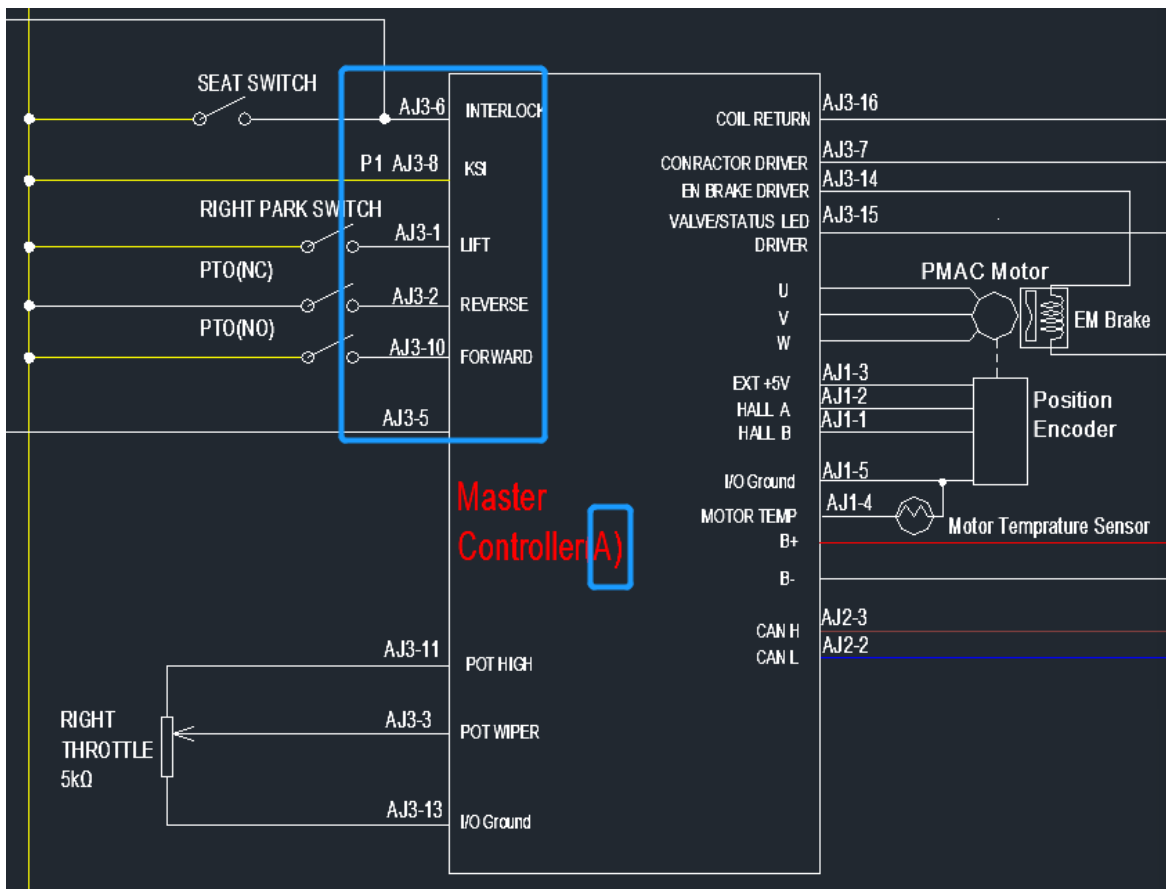 SEAT SWITCH
AJ3-6
INTERLOCK
P1 AJ3-8
KSI
RIGHT PARK SWITCH
AJ3-1
LIFT
PTO(NC)
AJ3-2
REVERSE
PTO(NO)
AJ3-10
FORWARD
AJ3-5
Master
Controller(A)
AJ3-11
POT HIGH
RIGHT
THROTTLE
5kΩ
AJ3-3
POT WIPER
AJ3-13
I/O Ground
COIL RETURN
AJ3-16
CONRACTOR DRIVER
AJ3-7
EN BRAKE DRIVER
AJ3-14
VALVE/STATUS LED
DRIVER
AJ3-15
PMAC Motor
U
V
W
EM Brake
EXT +5V
AJ1-3
HALL A
AJ1-2
HALL B
AJ1-1
Position
Encoder
I/O Ground
AJ1-5
MOTOR TEMP
AJ1-4
Motor Temprature Sensor
B+
B-
CAN H
AJ2-3
CAN L
AJ2-2